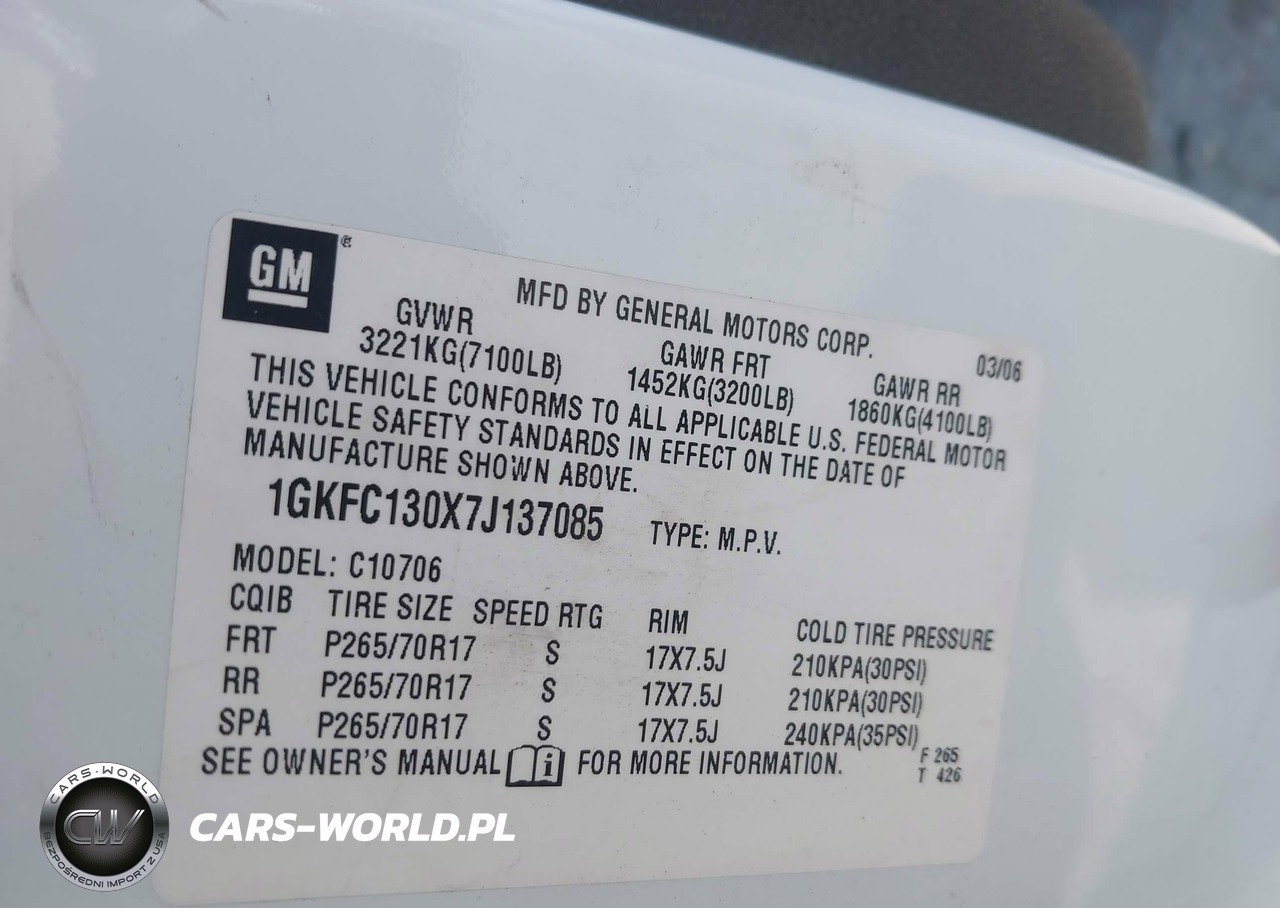 GM ®
MFD BY GENERAL MOTORS CORP. 03/06
GVWR GAWR FRT GAWR RR
3221KG(7100LB) 1452KG(3200LB) 1860KG(4100LB)
THIS VEHICLE CONFORMS TO ALL APPLICABLE U.S. FEDERAL MOTOR
VEHICLE SAFETY STANDARDS IN EFFECT ON THE DATE OF
MANUFACTURE SHOWN ABOVE.
1GKFC130X7J137085 TYPE: M.P.V.
MODEL: C10706
CQIB TIRE SIZE SPEED RTG RIM COLD TIRE PRESSURE
FRT P265/70R17 S 17X7.5J 210KPA(30PSI)
RR P265/70R17 S 17X7.5J 210KPA(30PSI)
SPA P265/70R17 S 17X7.5J 240KPA(35PSI)
SEE OWNER'S MANUAL i FOR MORE INFORMATION.
F 265
T 426
CARS-WORLD
CW
BEZPOŚREDNI IMPORT Z USA
CARS-WORLD.PL